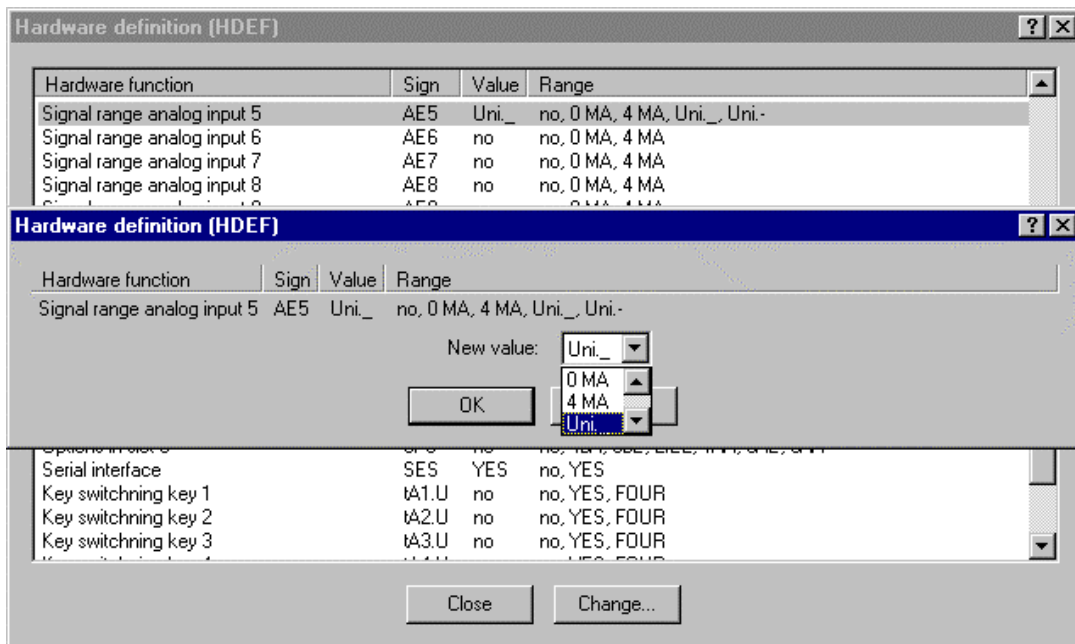 Hardware definition (HDEF)
Hardware function Sign Value Range
Signal range analog input 5 AE5 Uni._ no, 0 MA, 4 MA, Uni._, Uni.-
Signal range analog input 6 AE6 no no, 0 MA, 4 MA
Signal range analog input 7 AE7 no no, 0 MA, 4 MA
Signal range analog input 8 AE8 no no, 0 MA, 4 MA
Hardware definition (HDEF)
Hardware function Sign Value Range
Signal range analog input 5 AE5 Uni._ no, 0 MA, 4 MA, Uni._, Uni.-
New value: Uni._
0 MA
4 MA
Uni._
OK
Serial interface SES YES no, YES
Key switchning key 1 tA1.U no no, YES, FOUR
Key switchning key 2 tA2.U no no, YES, FOUR
Key switchning key 3 tA3.U no no, YES, FOUR
Close Change...